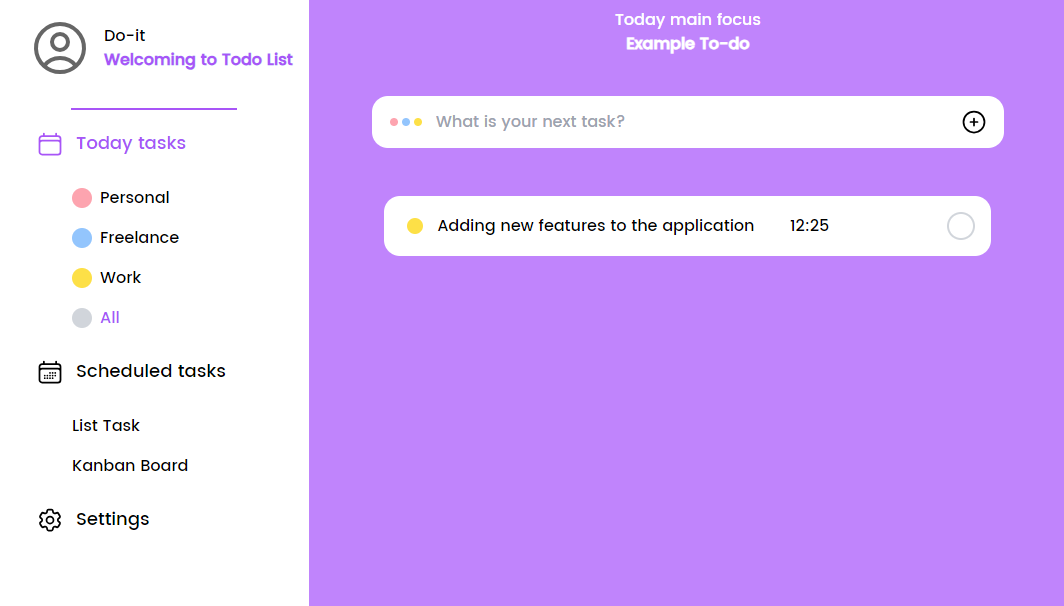 Do-it
Welcoming to Todo List
Today tasks
Personal
Freelance
Work
All
Scheduled tasks
List Task
Kanban Board
Settings
Today main focus
Example To-do
What is your next task?
Adding new features to the application 12:25